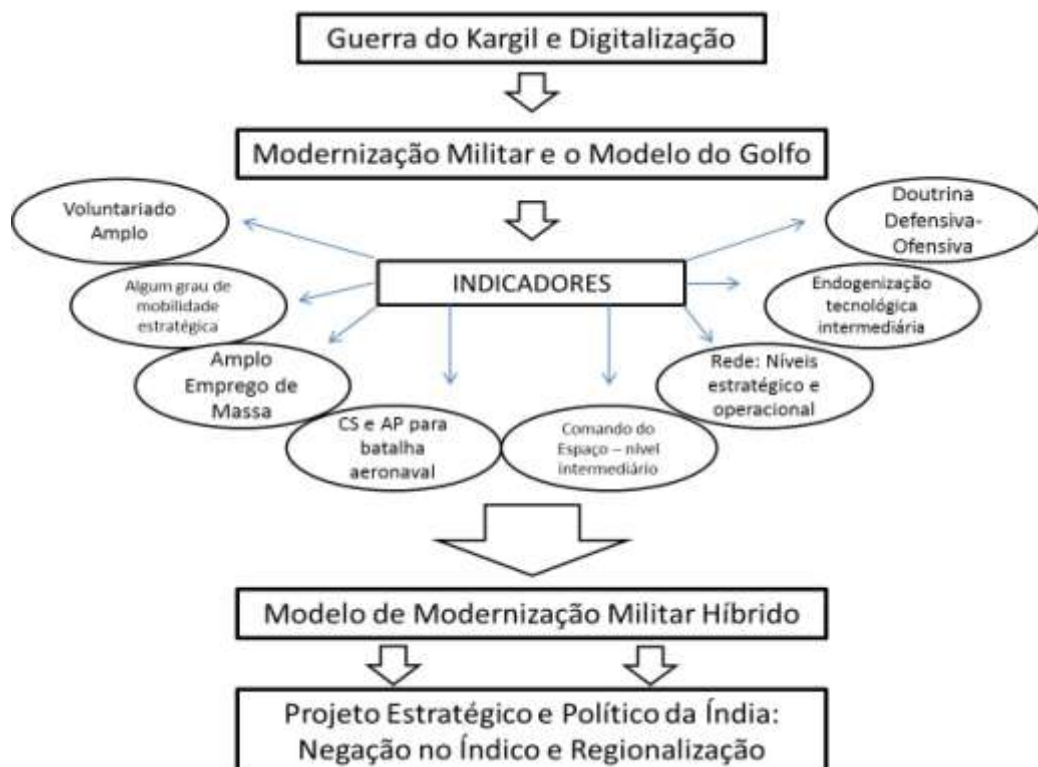 Guerra do Kargil e Digitalização
Modernização Militar e o Modelo do Golfo
INDICADORES
Voluntariado
Amplo
Algum grau de
mobilidade
estratégica
Amplo
Emprego de
Massa
CS e AP para
batalha
aeronaval
Comando do
Espaço – nível
intermediário
Rede: Níveis
estratégico e
operacional
Endogenização
tecnológica
intermediária
Doutrina
Defensiva-
Ofensiva
Modelo de Modernização Militar Híbrido
Projeto Estratégico e Político da Índia:
Negação no Índico e Regionalização